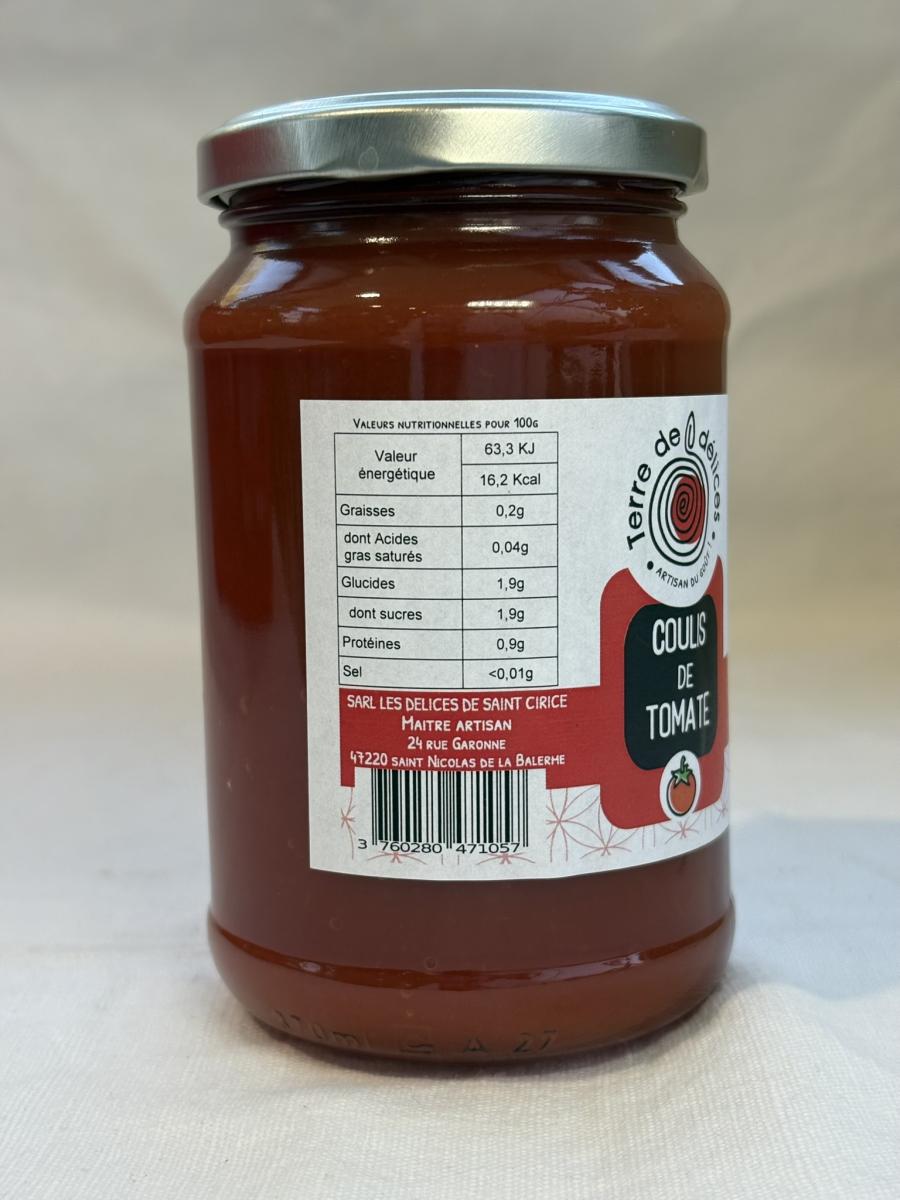 VALEURS NUTRITIONNELLES POUR 100G
Valeur énergétique 63,3 KJ
16,2 Kcal
Graisses 0,2g
dont Acides gras saturés 0,04g
Glucides 1,9g
dont sucres 1,9g
Protéines 0,9g
Sel <0,01g
SARL LES DELICES DE SAINT CIRICE
MAITRE ARTISAN
24 RUE GARONNE
47220 SAINT NICOLAS DE LA BALERME
3 760280 471057
Terre de délices
• ARTISAN DU GOÛT ! •
COULIS
DE
TOMATE
370ml A 27